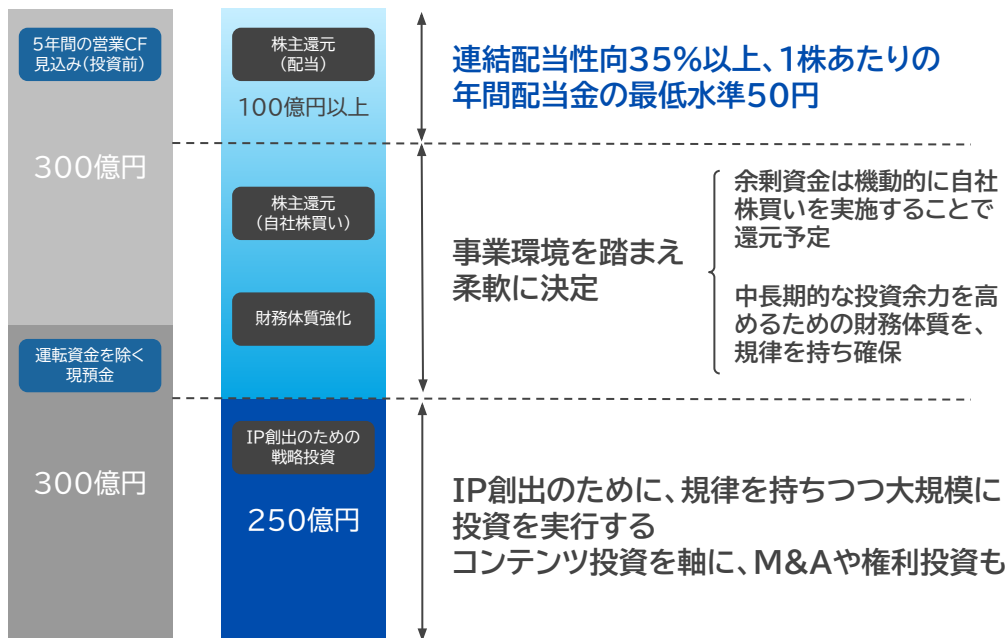 5年間の営業CF
見込み(投資前)
300億円
運転資金を除く
現預金
300億円
株主還元
(配当)
100億円以上
株主還元
(自社株買い)
財務体質強化
IP創出のための
戦略投資
250億円
連結配当性向35%以上、1株あたりの
年間配当金の最低水準50円
事業環境を踏まえ
柔軟に決定
余剰資金は機動的に自社
株買いを実施することで
還元予定
中長期的な投資余力を高
めるための財務体質を、
規律を持ち確保
IP創出のために、規律を持ちつつ大規模に
投資を実行する
コンテンツ投資を軸に、M&Aや権利投資も